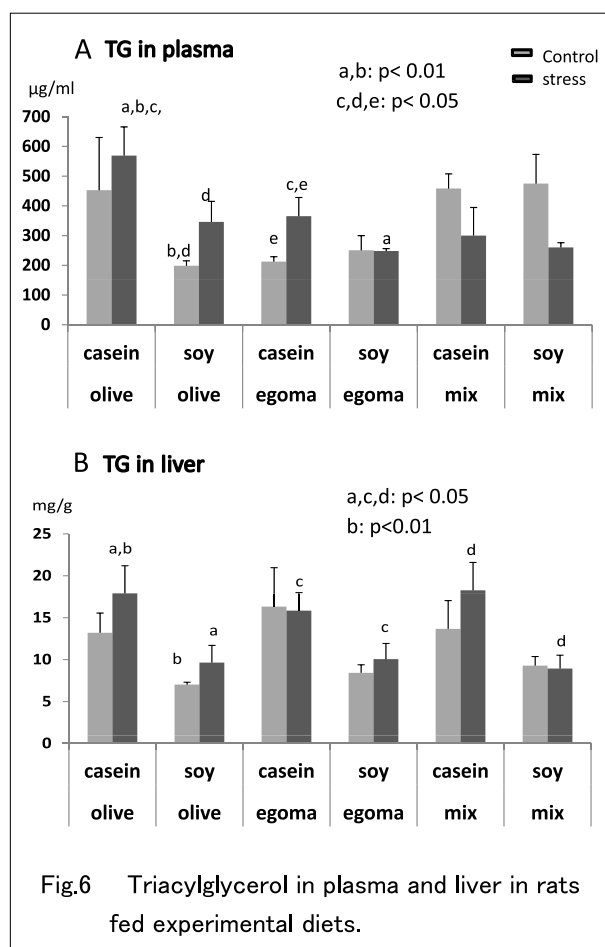 A TG in plasma
Control
stress
a,b: p< 0.01
c,d,e: p< 0.05
µg/ml
700
600
500
400
300
200
100
0
a,b,c,
b,d
d
e
c,e
a
casein soy casein soy casein soy
olive olive egoma egoma mix mix
B TG in liver
mg/g
a,c,d: p< 0.05
b: p<0.01
25
20
15
10
5
0
a,b
b
a
c
c
d
d
casein soy casein soy casein soy
olive olive egoma egoma mix mix
Fig.6 Triacylglycerol in plasma and liver in rats
fed experimental diets.